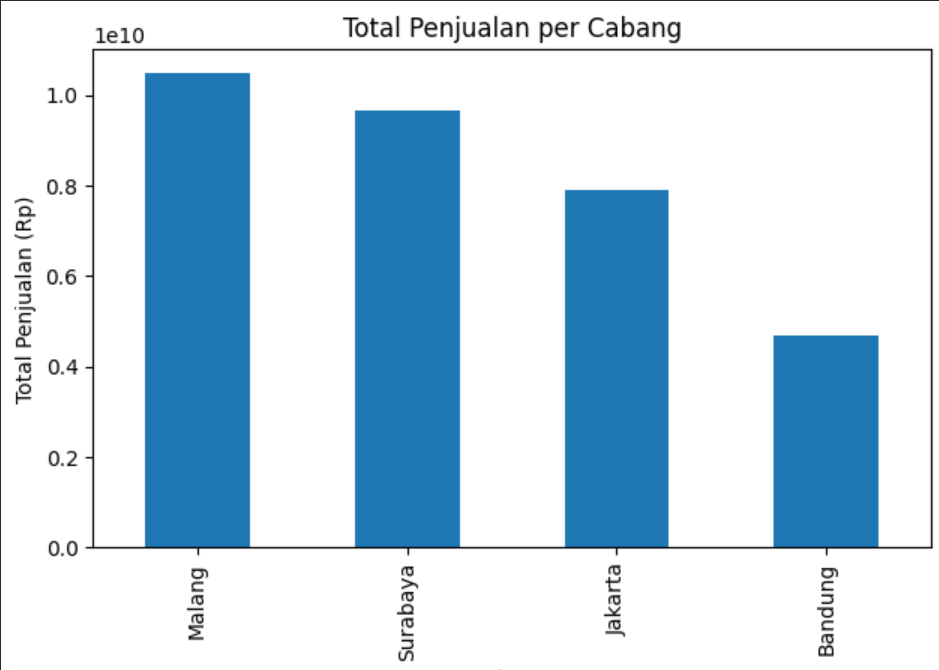 Total Penjualan per Cabang
1e10
Total Penjualan (Rp)
1.0
0.8
0.6
0.4
0.2
0.0
Malang
Surabaya
Jakarta
Bandung